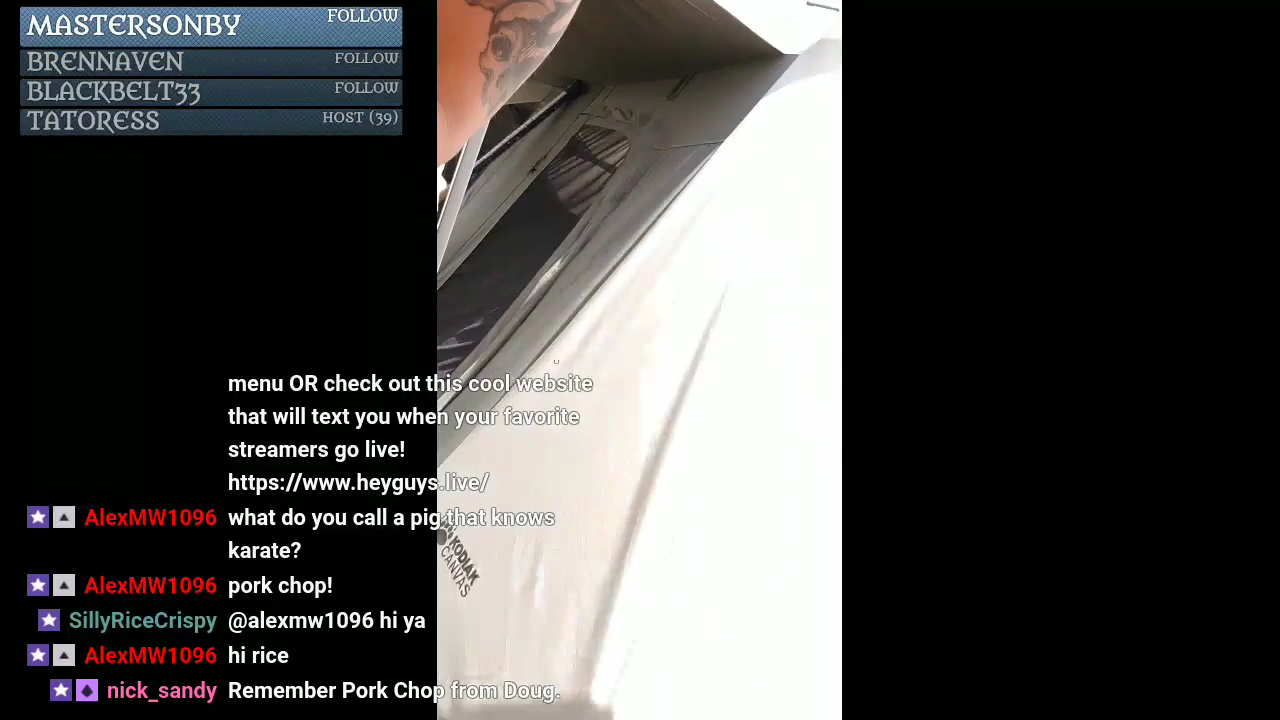 MASTERSONBY FOLLOW
BRENNAVEN FOLLOW
BLACKBELT33 FOLLOW
TATORESS HOST (39)
menu OR check out this cool website
that will text you when your favorite
streamers go live!
https://www.heyguys.live/
AlexMW1096 what do you call a pig that knows
karate?
AlexMW1096 pork chop!
SillyRiceCrispy @alexmw1096 hi ya
AlexMW1096 hi rice
nick_sandy Remember Pork Chop from Doug.
KODIAK
CANVAS